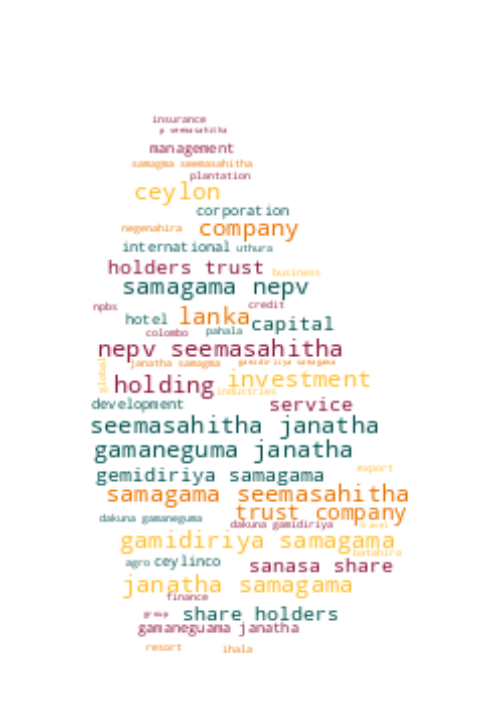 insurance
p seemasahitha
management
samagma seemasahitha
plantation
ceylon
corporation
negenahira company
international uthura
holders trust business
samagama nepv
npbs credit
hotel lanka capital
colombo pahala
nepv seemasahitha
janatha samagma gamidiriya samagama
global holding investment
industries
development service
seemasahitha janatha
gamaneguma janatha
export
gemidiriya samagama
samagama seemasahitha
trust company
dakuna gamaneguma dakuna gamidiriya travel
gamidiriya samagama
batahira
agro ceylinco sanasa share
janatha samagama
finance
group share holders
gamaneguama janatha
resort ihala